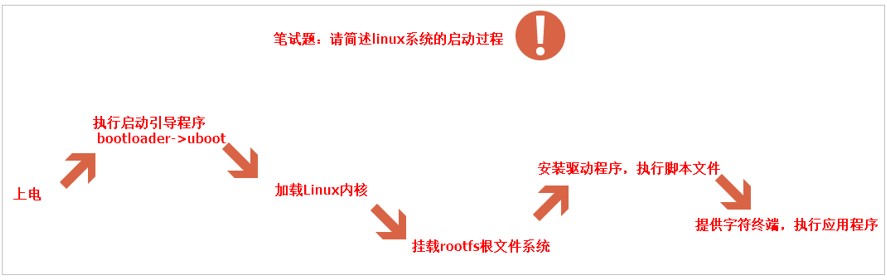 笔试题：请简述linux系统的启动过程
执行启动引导程序
bootloader->uboot
上电
加载Linux内核
挂载rootfs根文件系统
安装驱动程序，执行脚本文件
提供字符终端，执行应用程序